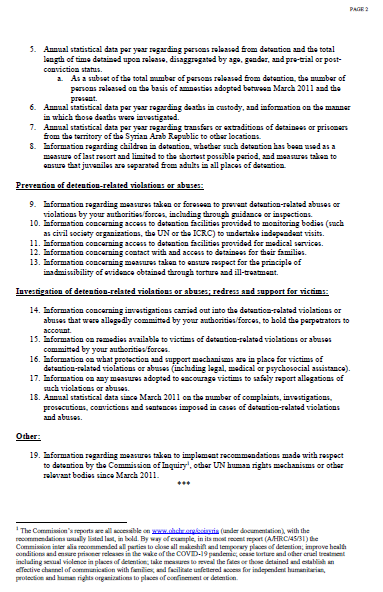 PAGE 2
5. Annual statistical data per year regarding persons released from detention and the total
length of time detained upon release, disaggregated by age, gender, and pre-trial or post-
conviction status.
a. As a subset of the total number of persons released from detention, the number of
persons released on the basis of amnesties adopted between March 2011 and the
present.
6. Annual statistical data per year regarding deaths in custody, and information on the manner
in which those deaths were investigated.
7. Annual statistical data per year regarding transfers or extraditions of detainees or prisoners
from the territory of the Syrian Arab Republic to other locations.
8. Information regarding children in detention, whether such detention has been used as a
measure of last resort and limited to the shortest possible period, and measures taken to
ensure that juveniles are separated from adults in all places of detention.
Prevention of detention-related violations or abuses:
9. Information regarding measures taken or foreseen to prevent detention-related abuses or
violations by your authorities/forces, including through guidance or inspections.
10. Information concerning access to detention facilities provided to monitoring bodies (such
as civil society organizations, the UN or the ICRC) to undertake independent visits.
11. Information concerning access to detention facilities provided for medical services.
12. Information concerning contact with and access to detainees for their families.
13. Information concerning measures taken to ensure respect for the principle of
inadmissibility of evidence obtained through torture and ill-treatment.
Investigation of detention-related violations or abuses; redress and support for victims:
14. Information concerning investigations carried out into the detention-related violations or
abuses that were allegedly committed by your authorities/forces, to hold the perpetrators to
account.
15. Information on remedies available to victims of detention-related violations or abuses
committed by your authorities/forces.
16. Information on what protection and support mechanisms are in place for victims of
detention-related violations or abuses (including legal, medical or psychosocial assistance).
17. Information on any measures adopted to encourage victims to safely report allegations of
such violations or abuses.
18. Annual statistical data since March 2011 on the number of complaints, investigations,
prosecutions, convictions and sentences imposed in cases of detention-related violations
and abuses.
Other:
19. Information regarding measures taken to implement recommendations made with respect
to detention by the Commission of Inquiry¹, other UN human rights mechanisms or other
relevant bodies since March 2011.
***
¹ The Commission's reports are all accessible on www.ohchr.org/coisyria (under documentation), with the
recommendations usually listed last, in bold. By way of example, in its most recent report (A/HRC/45/31) the
Commission inter alia recommended all parties to close all makeshift and temporary places of detention; improve health
conditions and ensure prisoner releases in the wake of the COVID-19 pandemic; cease torture and other cruel treatment
including sexual violence in places of detention; take measures to reveal the fates or those detained and establish an
effective channel of communication with families; and facilitate unfettered access for independent humanitarian,
protection and human rights organizations to places of confinement or detention.